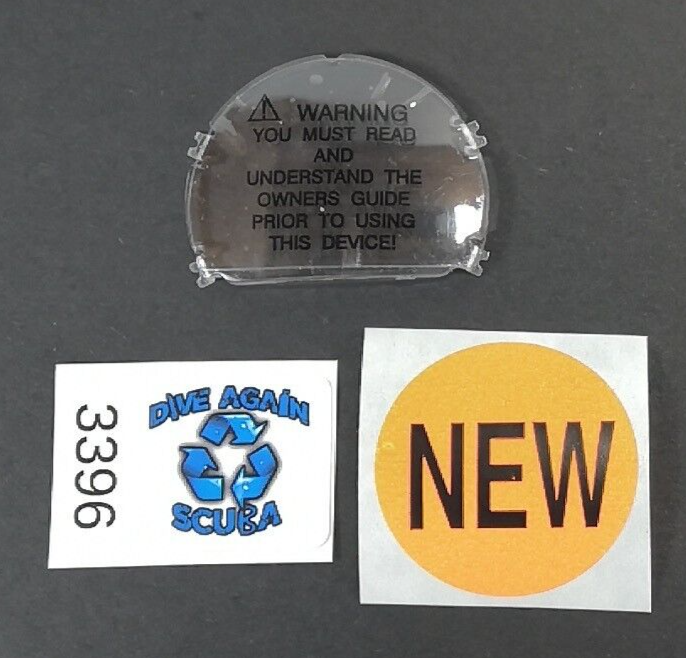 ⚠ WARNING
YOU MUST READ
AND
UNDERSTAND THE
OWNERS GUIDE
PRIOR TO USING
THIS DEVICE!
3396
DIVE AGAIN
SCUBA
NEW